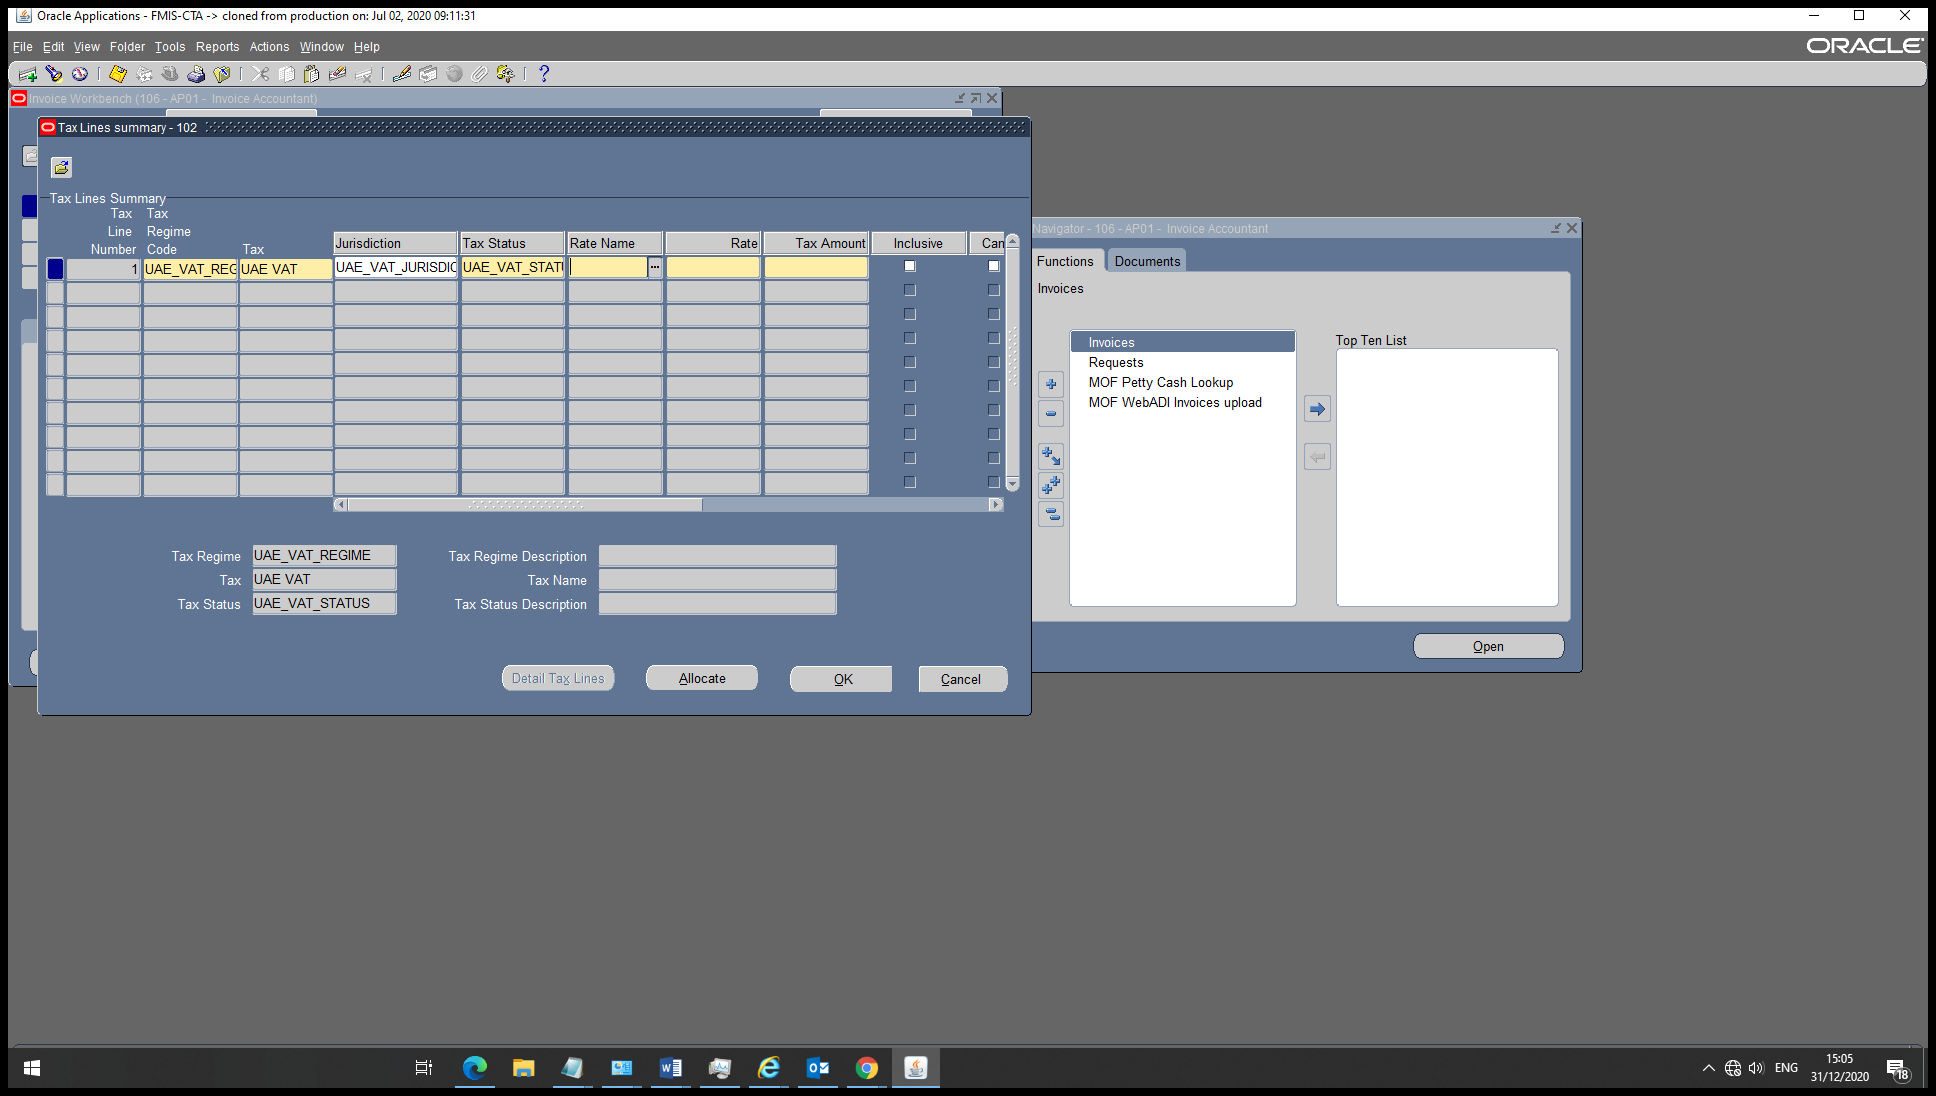 Oracle Applications - FMIS-CTA -> cloned from production on: Jul 02, 2020 09:11:31
File Edit View Folder Tools Reports Actions Window Help
ORACLE
Invoice Workbench (106 - AP01 - Invoice Accountant)
Tax Lines summary - 102
Tax Lines Summary
Tax Line Number
Tax Regime Code
Tax
Jurisdiction
Tax Status
Rate Name
Rate
Tax Amount
Inclusive
Can
1
UAE_VAT_REG
UAE VAT
UAE_VAT_JURISDIC
UAE_VAT_STATU
Tax Regime UAE_VAT_REGIME
Tax Regime Description
Tax UAE VAT
Tax Name
Tax Status UAE_VAT_STATUS
Tax Status Description
Detail Tax Lines
Allocate
OK
Cancel
Navigator - 106 - AP01 - Invoice Accountant
Functions
Documents
Invoices
Invoices
Requests
MOF Petty Cash Lookup
MOF WebADI Invoices upload
Top Ten List
Open
ENG
15:05
31/12/2020
18